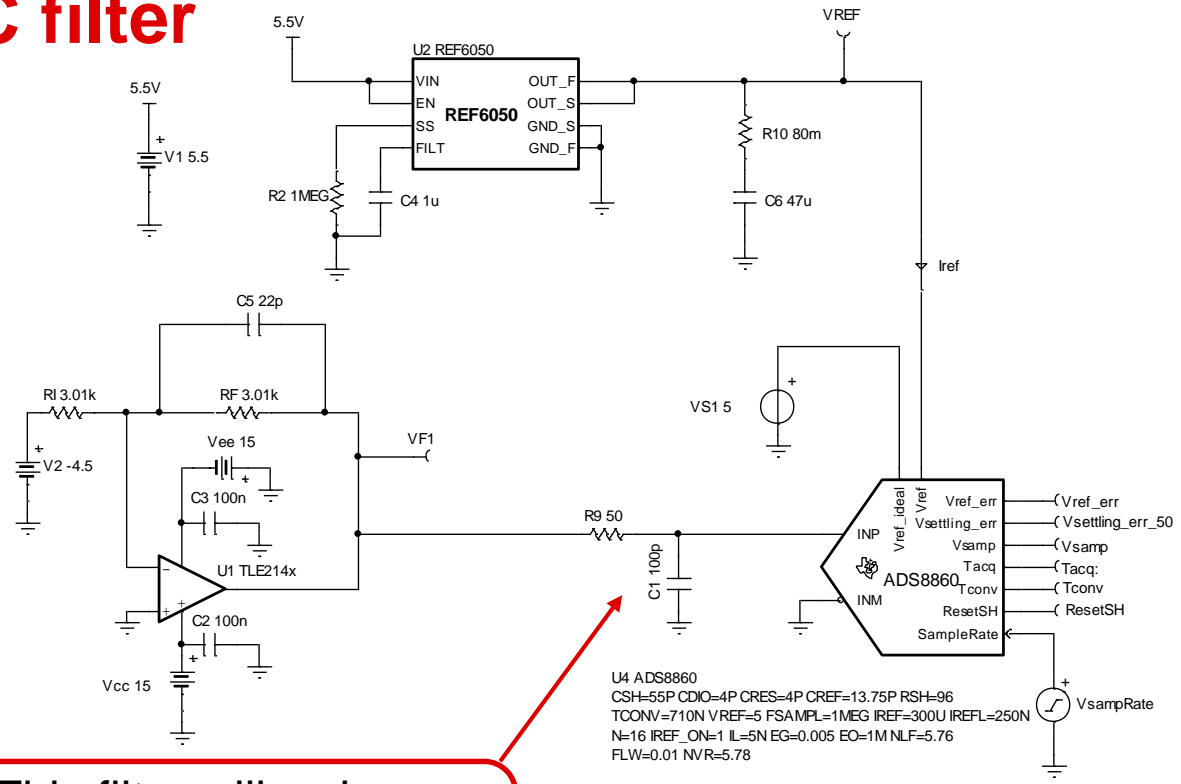 C filter
5.5V
VREF
U2 REF6050
VIN
EN
SS
FILT
REF6050
OUT_F
OUT_S
GND_S
GND_F
5.5V
+
V1 5.5
R10 80m
R2 1MEG
C4 1u
C6 47u
Iref
C5 22p
RI 3.01k
RF 3.01k
VS1 5
+
VF1
+
V2 -4.5
Vee 15
+
C3 100n
R9 50
Vref_ideal
Vref
Vref_err
Vref_err
Vsettling_err
Vsettling_err_50
INP
Vsamp
Vsamp
U1 TLE214x
−
+
+
C1 100p
ADS8860
Tacq
Tacq:
Tconv
Tconv
INM
ResetSH
ResetSH
C2 100n
SampleRate
+
Vcc 15
U4 ADS8860
CSH=55P CDIO=4P CRES=4P CREF=13.75P RSH=96
TCONV=710N VREF=5 FSAMPL=1MEG IREF=300U IREFL=250N
N=16 IREF_ON=1 IL=5N EG=0.005 EO=1M NLF=5.76
FLW=0.01 NVR=5.78
+
VsampRate